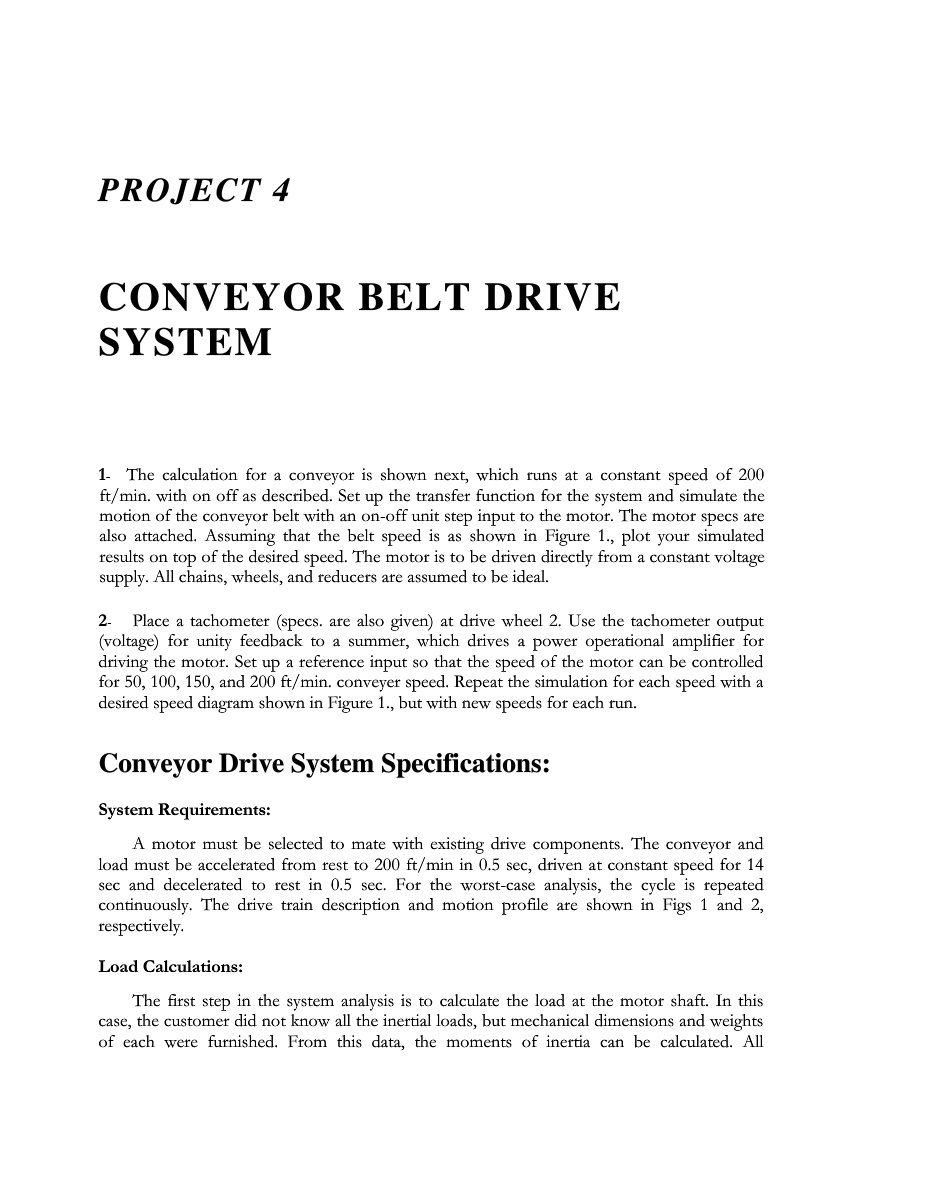 PROJECT 4
CONVEYOR BELT DRIVE
SYSTEM
1- The calculation for a conveyor is shown next, which runs at a constant speed of 200
ft/min. with on off as described. Set up the transfer function for the system and simulate the
motion of the conveyor belt with an on-off unit step input to the motor. The motor specs are
also attached. Assuming that the belt speed is as shown in Figure 1., plot your simulated
results on top of the desired speed. The motor is to be driven directly from a constant voltage
supply. All chains, wheels, and reducers are assumed to be ideal.
2- Place a tachometer (specs. are also given) at drive wheel 2. Use the tachometer output
(voltage) for unity feedback to a summer, which drives a power operational amplifier for
driving the motor. Set up a reference input so that the speed of the motor can be controlled
for 50, 100, 150, and 200 ft/min. conveyer speed. Repeat the simulation for each speed with a
desired speed diagram shown in Figure 1., but with new speeds for each run.
Conveyor Drive System Specifications:
System Requirements:
A motor must be selected to mate with existing drive components. The conveyor and
load must be accelerated from rest to 200 ft/min in 0.5 sec, driven at constant speed for 14
sec and decelerated to rest in 0.5 sec. For the worst-case analysis, the cycle is repeated
continuously. The drive train description and motion profile are shown in Figs 1 and 2,
respectively.
Load Calculations:
The first step in the system analysis is to calculate the load at the motor shaft. In this
case, the customer did not know all the inertial loads, but mechanical dimensions and weights
of each were furnished. From this data, the moments of inertia can be calculated. All